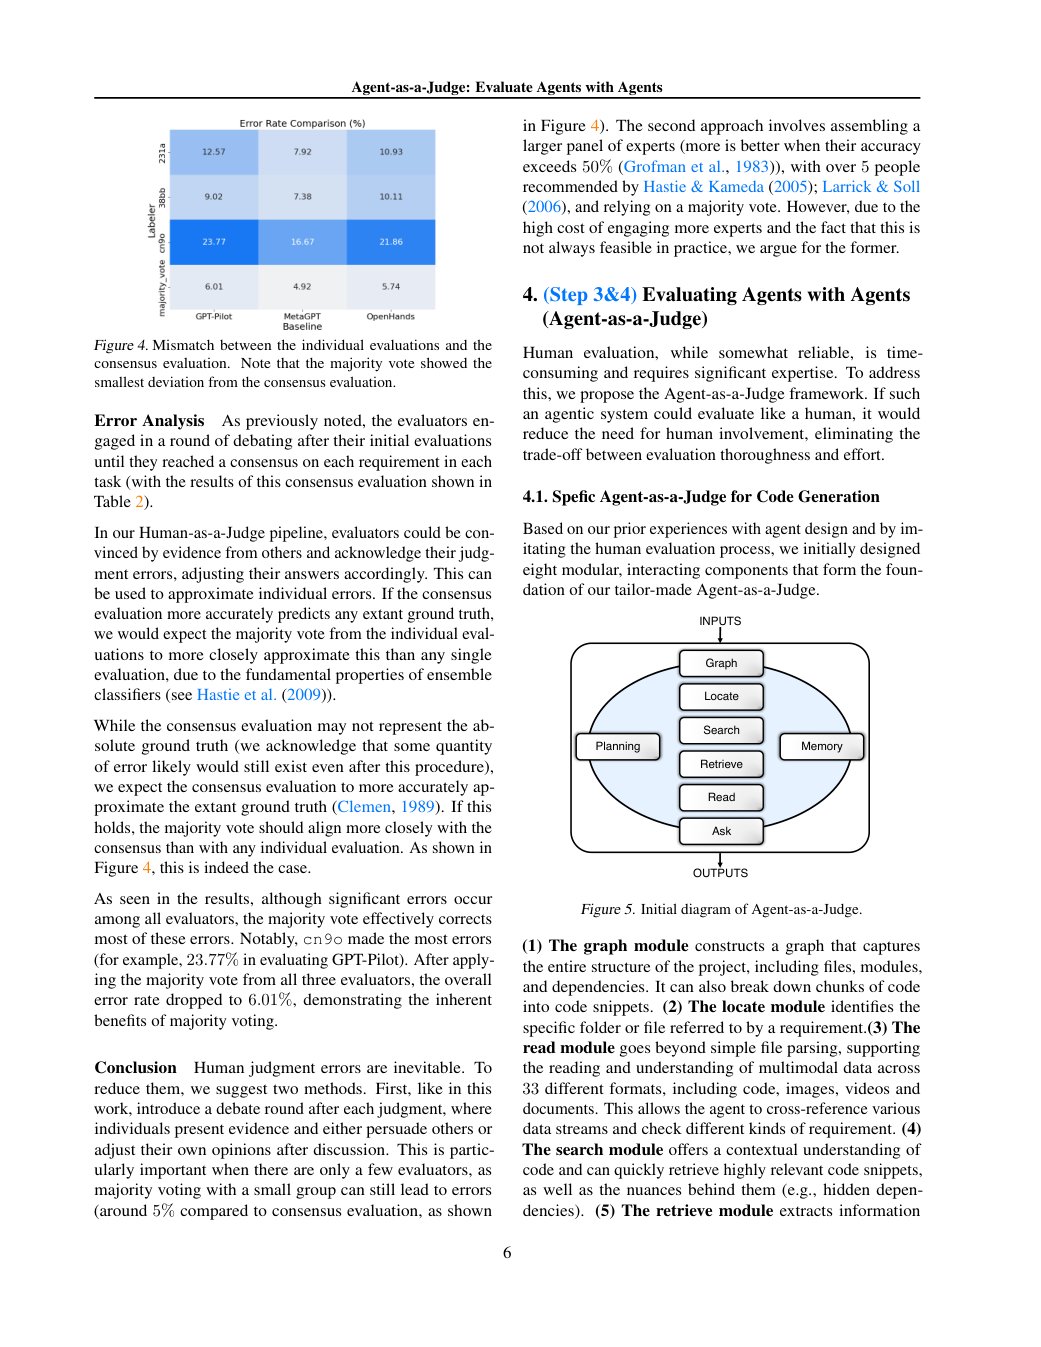 Agent-as-a-Judge: Evaluate Agents with Agents
Error Rate Comparison (%)
Labeler
231a
12.57 7.92 10.93
38bb
9.02 7.38 10.11
cn9o
23.77 16.67 21.86
majority_vote
6.01 4.92 5.74
GPT-Pilot MetaGPT OpenHands
Baseline
Figure 4. Mismatch between the individual evaluations and the
consensus evaluation. Note that the majority vote showed the
smallest deviation from the consensus evaluation.
Error Analysis As previously noted, the evaluators en-
gaged in a round of debating after their initial evaluations
until they reached a consensus on each requirement in each
task (with the results of this consensus evaluation shown in
Table 2).
In our Human-as-a-Judge pipeline, evaluators could be con-
vinced by evidence from others and acknowledge their judg-
ment errors, adjusting their answers accordingly. This can
be used to approximate individual errors. If the consensus
evaluation more accurately predicts any extant ground truth,
we would expect the majority vote from the individual eval-
uations to more closely approximate this than any single
evaluation, due to the fundamental properties of ensemble
classifiers (see Hastie et al. (2009)).
While the consensus evaluation may not represent the ab-
solute ground truth (we acknowledge that some quantity
of error likely would still exist even after this procedure),
we expect the consensus evaluation to more accurately ap-
proximate the extant ground truth (Clemen, 1989). If this
holds, the majority vote should align more closely with the
consensus than with any individual evaluation. As shown in
Figure 4, this is indeed the case.
As seen in the results, although significant errors occur
among all evaluators, the majority vote effectively corrects
most of these errors. Notably, cn9o made the most errors
(for example, 23.77% in evaluating GPT-Pilot). After apply-
ing the majority vote from all three evaluators, the overall
error rate dropped to 6.01%, demonstrating the inherent
benefits of majority voting.
Conclusion Human judgment errors are inevitable. To
reduce them, we suggest two methods. First, like in this
work, introduce a debate round after each judgment, where
individuals present evidence and either persuade others or
adjust their own opinions after discussion. This is partic-
ularly important when there are only a few evaluators, as
majority voting with a small group can still lead to errors
(around 5% compared to consensus evaluation, as shown
in Figure 4). The second approach involves assembling a
larger panel of experts (more is better when their accuracy
exceeds 50% (Grofman et al., 1983)), with over 5 people
recommended by Hastie & Kameda (2005); Larrick & Soll
(2006), and relying on a majority vote. However, due to the
high cost of engaging more experts and the fact that this is
not always feasible in practice, we argue for the former.
4. (Step 3&4) Evaluating Agents with Agents
(Agent-as-a-Judge)
Human evaluation, while somewhat reliable, is time-
consuming and requires significant expertise. To address
this, we propose the Agent-as-a-Judge framework. If such
an agentic system could evaluate like a human, it would
reduce the need for human involvement, eliminating the
trade-off between evaluation thoroughness and effort.
4.1. Spefic Agent-as-a-Judge for Code Generation
Based on our prior experiences with agent design and by im-
itating the human evaluation process, we initially designed
eight modular, interacting components that form the foun-
dation of our tailor-made Agent-as-a-Judge.
INPUTS
Graph
Locate
Search
Planning
Memory
Retrieve
Read
Ask
OUTPUTS
Figure 5. Initial diagram of Agent-as-a-Judge.
(1) The graph module constructs a graph that captures
the entire structure of the project, including files, modules,
and dependencies. It can also break down chunks of code
into code snippets. (2) The locate module identifies the
specific folder or file referred to by a requirement.(3) The
read module goes beyond simple file parsing, supporting
the reading and understanding of multimodal data across
33 different formats, including code, images, videos and
documents. This allows the agent to cross-reference various
data streams and check different kinds of requirement. (4)
The search module offers a contextual understanding of
code and can quickly retrieve highly relevant code snippets,
as well as the nuances behind them (e.g., hidden depen-
dencies). (5) The retrieve module extracts information
6